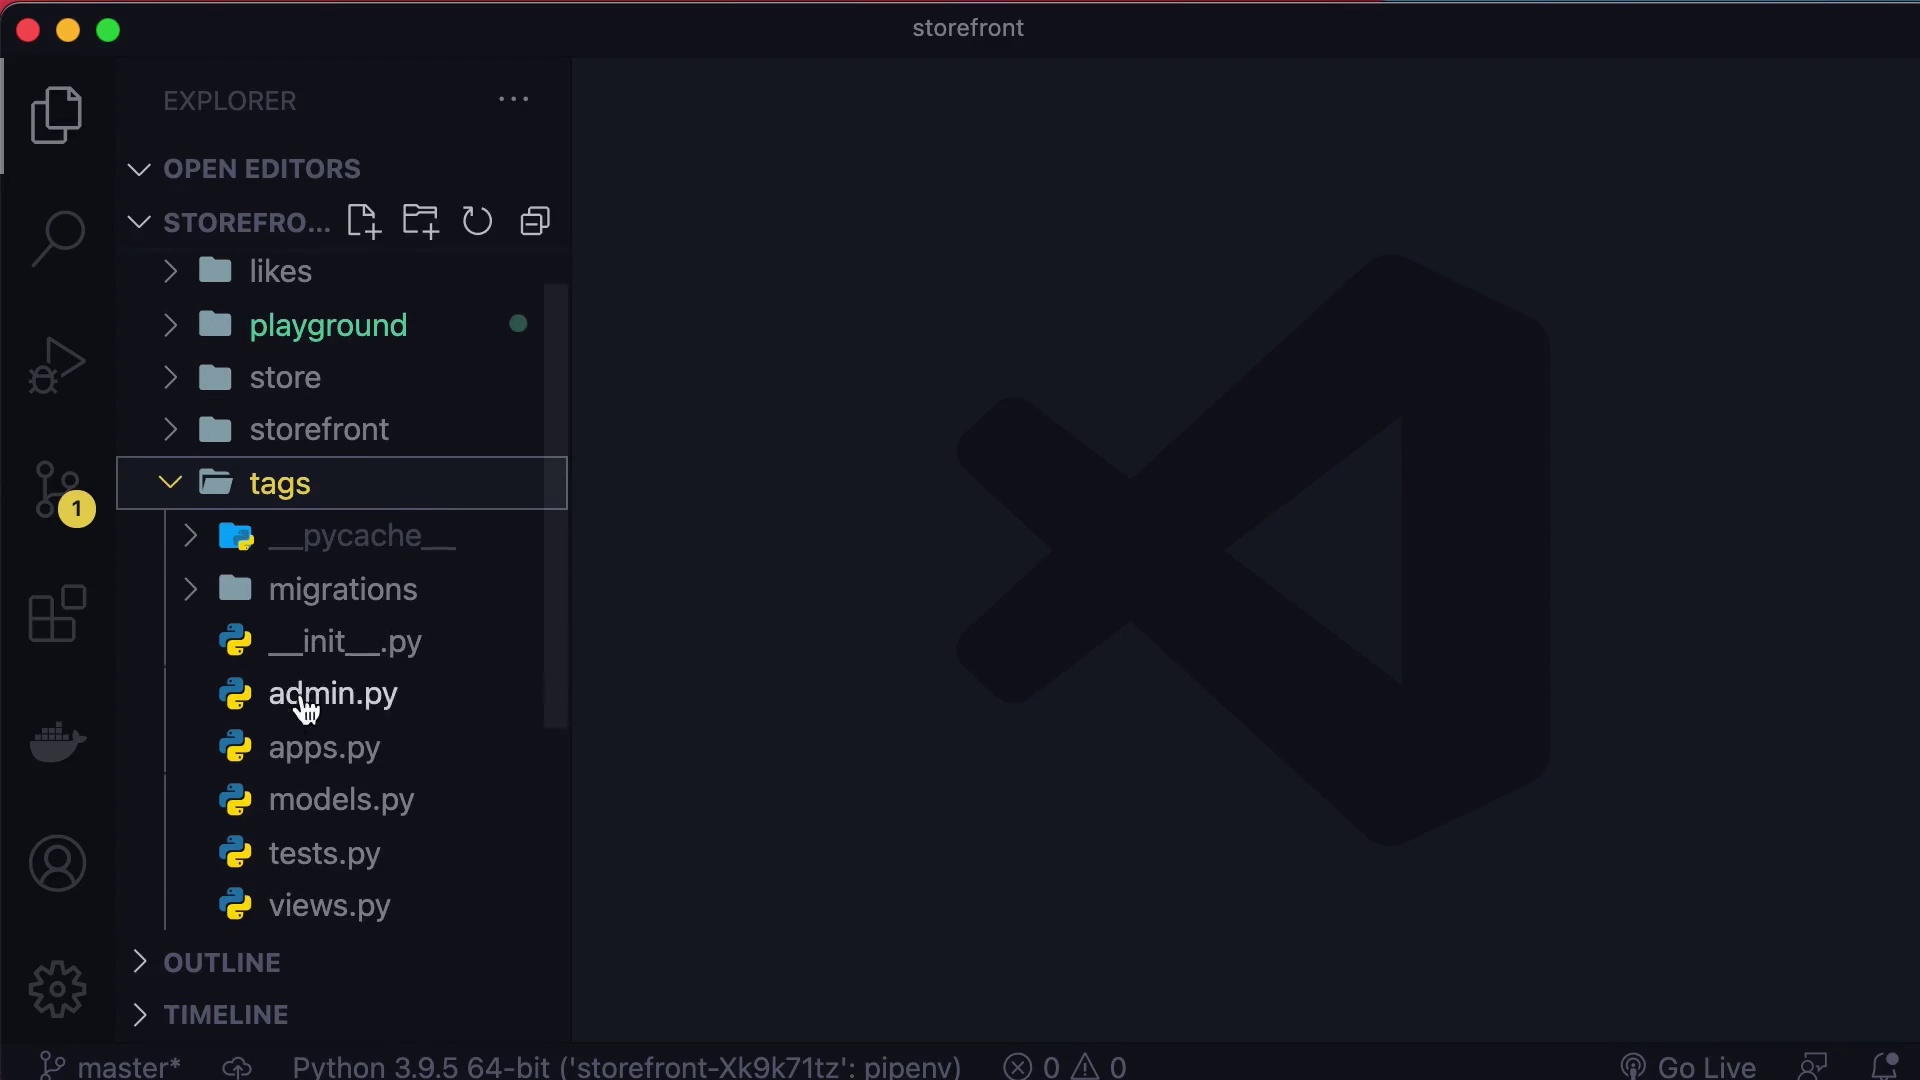 storefront
EXPLORER
OPEN EDITORS
STOREFRO...
likes
playground
store
storefront
tags
__pycache__
migrations
__init__.py
admin.py
apps.py
models.py
tests.py
views.py
1
OUTLINE
TIMELINE
master* Python 3.9.5 64-bit ('storefront-Xk9k71tz': pipenv) 0 0 Go Live